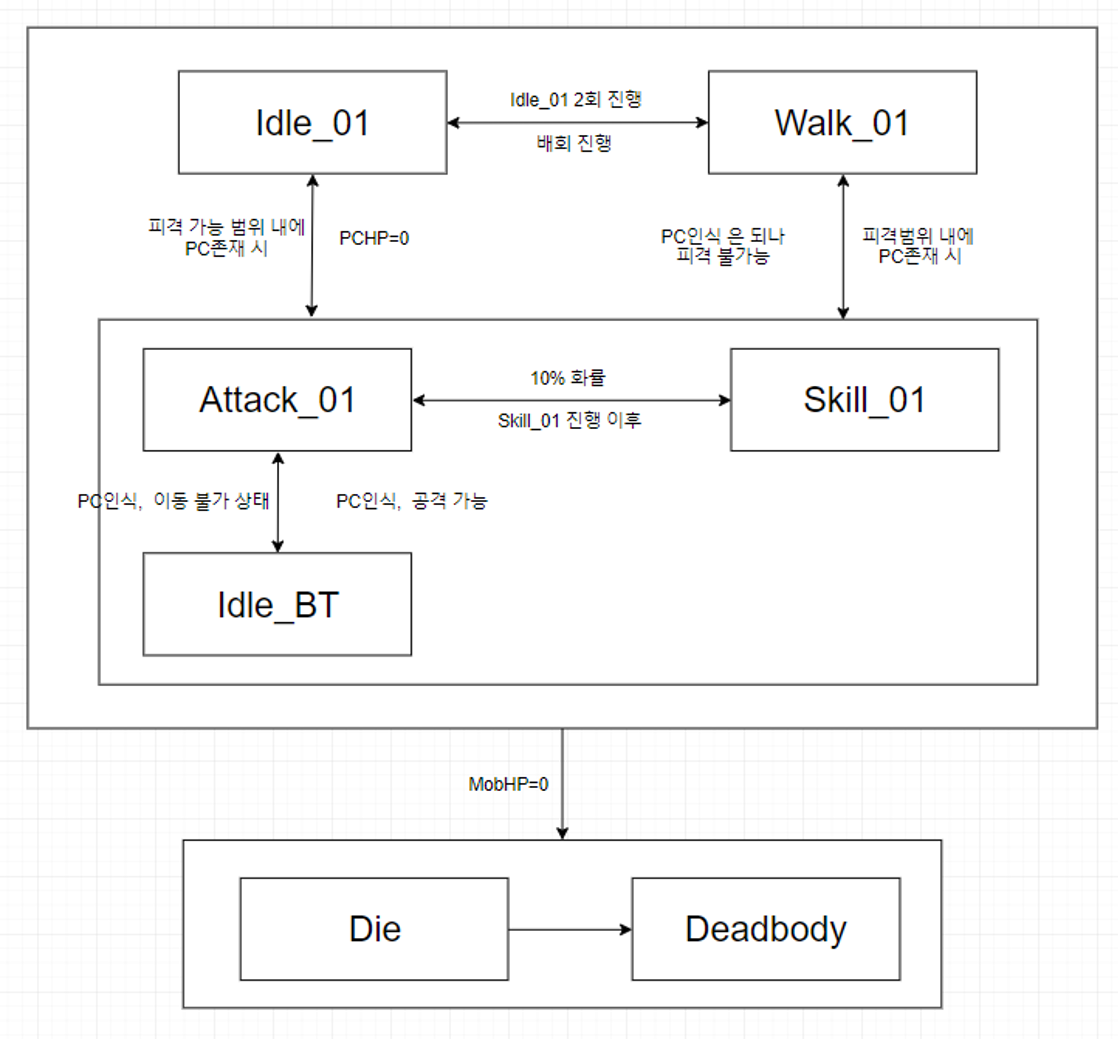 Idle_01
Idle_01 2회 진행
배회 진행
Walk_01
피격 가능 범위 내에
PC존재 시
PCHP=0
PC인식 은 되나
피격 불가능
피격범위 내에
PC존재 시
Attack_01
10% 화률
Skill_01 진행 이후
Skill_01
PC인식, 이동 불가 상태
PC인식, 공격 가능
Idle_BT
MobHP=0
Die
Deadbody